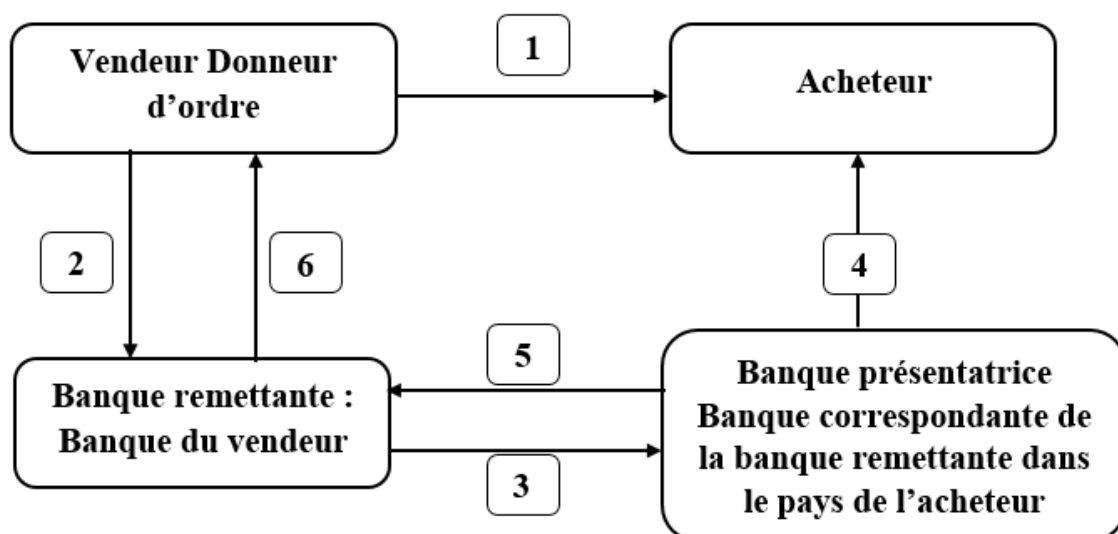 Vendeur Donneur
d’ordre
1
Acheteur
2
6
4
5
Banque remettante :
Banque du vendeur
3
Banque présentatrice
Banque correspondante de
la banque remettante dans
le pays de l’acheteur